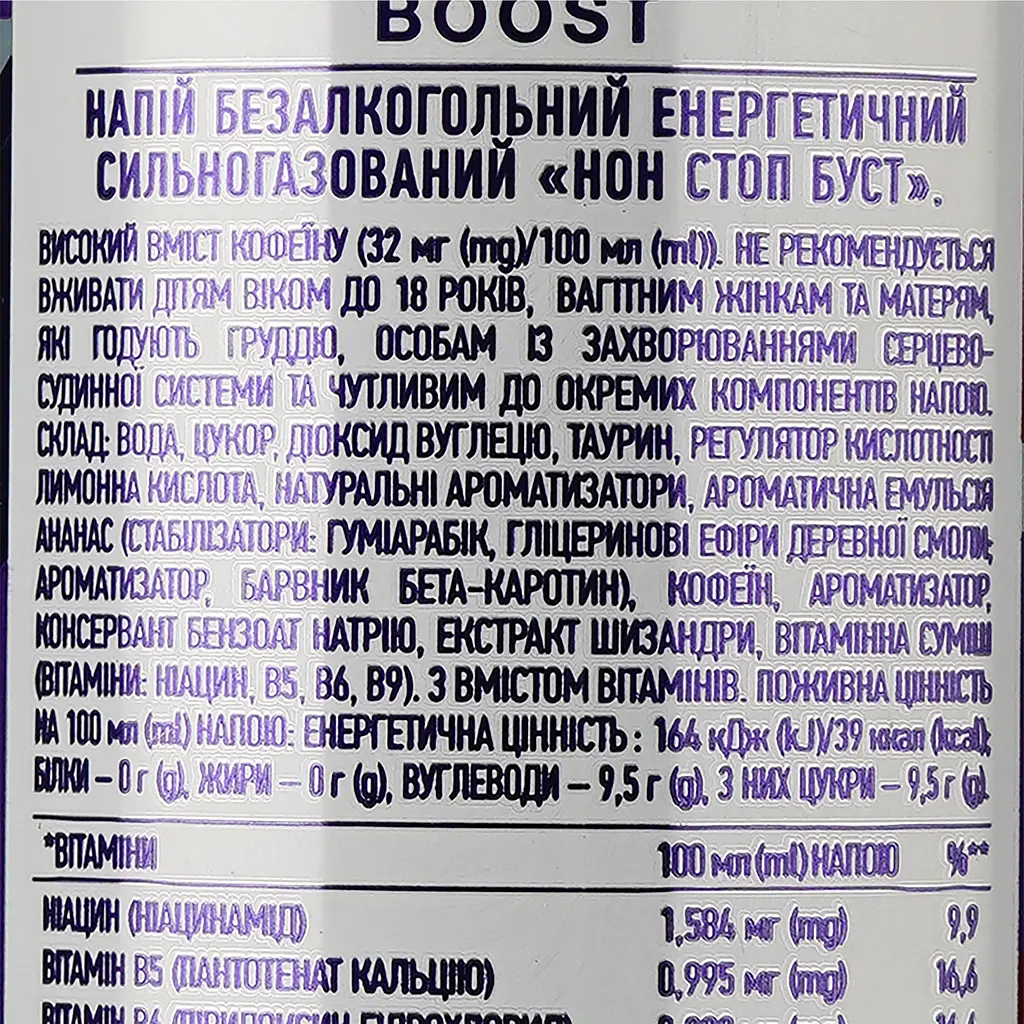 BOOST
НАПІЙ БЕЗАЛКОГОЛЬНИЙ ЕНЕРГЕТИЧНИЙ
СИЛЬНОГАЗОВАНИЙ «НОН СТОП БУСТ».
ВИСОКИЙ ВМІСТ КОФЕЇНУ (32 мг (mg)/100 мл (ml)). НЕ РЕКОМЕНДУЄТЬСЯ
ВЖИВАТИ ДІТЯМ ВІКОМ ДО 18 РОКІВ, ВАГІТНИМ ЖІНКАМ ТА МАТЕРЯМ,
ЯКІ ГОДУЮТЬ ГРУДДЮ, ОСОБАМ ІЗ ЗАХВОРЮВАННЯМИ СЕРЦЕВО-
СУДИННОЇ СИСТЕМИ ТА ЧУТЛИВИМ ДО ОКРЕМИХ КОМПОНЕНТІВ НАПОЮ.
СКЛАД: ВОДА, ЦУКОР, ДІОКСИД ВУГЛЕЦЮ, ТАУРИН, РЕГУЛЯТОР КИСЛОТНОСТІ
ЛИМОННА КИСЛОТА, НАТУРАЛЬНІ АРОМАТИЗАТОРИ, АРОМАТИЧНА ЕМУЛЬСІЯ
АНАНАС (СТАБІЛІЗАТОРИ: ГУМІАРАБІК, ГЛІЦЕРИНОВІ ЕФІРИ ДЕРЕВНОЇ СМОЛИ;
АРОМАТИЗАТОР, БАРВНИК БЕТА-КАРОТИН), КОФЕЇН, АРОМАТИЗАТОР,
КОНСЕРВАНТ БЕНЗОАТ НАТРІЮ, ЕКСТРАКТ ШИЗАНДРИ, ВІТАМІННА СУМІШ
(ВІТАМІНИ: НІАЦИН, В5, В6, В9). З ВМІСТОМ ВІТАМІНІВ. ПОЖИВНА ЦІННІСТЬ
НА 100 мл (ml) НАПОЮ: ЕНЕРГЕТИЧНА ЦІННІСТЬ : 164 кДж (kJ)/39 ккал (kcal);
БІЛКИ – 0 г (g), ЖИРИ – 0 г (g), ВУГЛЕВОДИ – 9,5 г (g), З НИХ ЦУКРИ – 9,5 г (g).
*ВІТАМІНИ 100 мл (ml) НАПОЮ %**
НІАЦИН (НІАЦИНАМІД) 1,584 мг (mg) 9,9
ВІТАМІН В5 (ПАНТОТЕНАТ КАЛЬЦІЮ) 0,995 мг (mg) 16,6
ВІТАМІН В6 (ПІРИДОКСИН ГІДРОХЛОРИД)